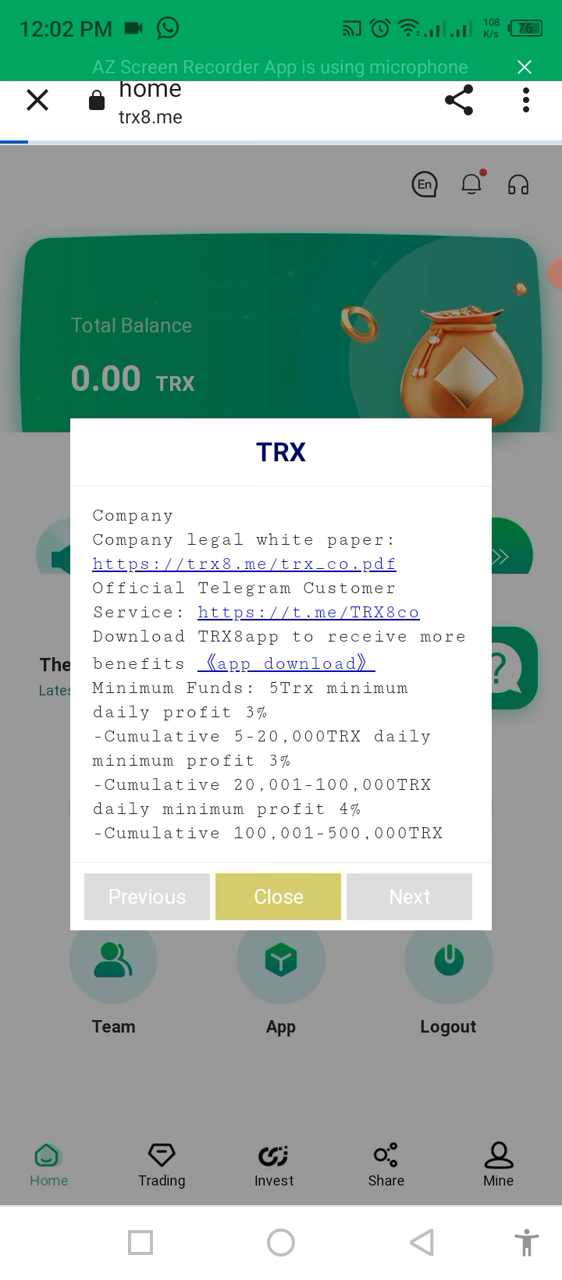 12:02 PM
108
K/s
76
AZ Screen Recorder App is using microphone
home
trx8.me
En
Total Balance
0.00 TRX
TRX
Company
Company legal white paper:
https://trx8.me/trx_co.pdf
Official Telegram Customer
Service: https://t.me/TRX8co
Download TRX8app to receive more
benefits 《app download》
Minimum Funds: 5Trx minimum
daily profit 3%
-Cumulative 5-20,000TRX daily
minimum profit 3%
-Cumulative 20,001-100,000TRX
daily minimum profit 4%
-Cumulative 100,001-500,000TRX
The
?
Previous
Close
Next
Team
App
Logout
Home
Trading
Invest
Share
Mine